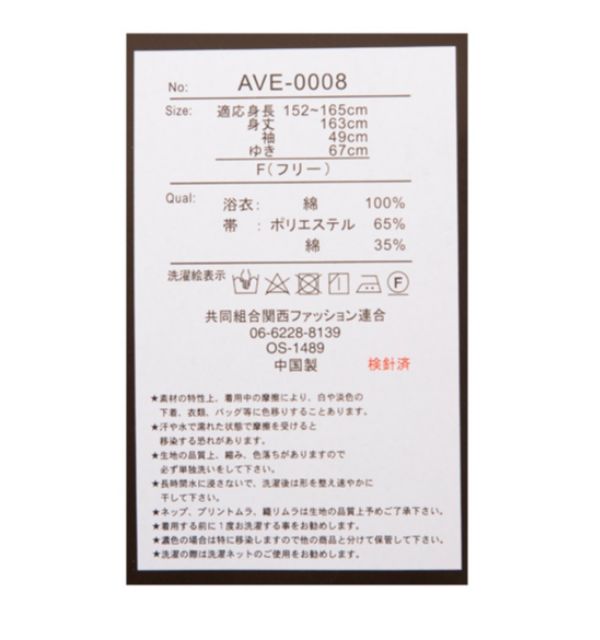 No: AVE-0008
Size: 適応身長 152~165cm
身丈 163cm
袖 49cm
ゆき 67cm
F(フリー)
Qual: 浴衣: 綿 100%
帯 : ポリエステル 65%
綿 35%
洗濯絵表示 F
共同組合関西ファッション連合
06-6228-8139
OS-1489
中国製 検針済
★素材の特性上、着用中の摩擦により、白や淡色の
下着、衣類、バッグ等に色移りすることあります。
★汗や水で濡れた状態で摩擦を受けると
移染する恐れがあります。
★生地の品質上、縮み、色落ちがありますので
必ず単独洗いをして下さい。
★長時間水に浸さないで、洗濯後は形を整え速やかに
干して下さい。
★ネップ、プリントムラ、織りムラは生地の品質上予めご了承下さい。
★着用する前に1度お洗濯する事をお勧めします。
★濃色の場合は特に移染しますので他の商品と分けて保管して下さい。
★洗濯の際は洗濯ネットのご使用をお勧めします。